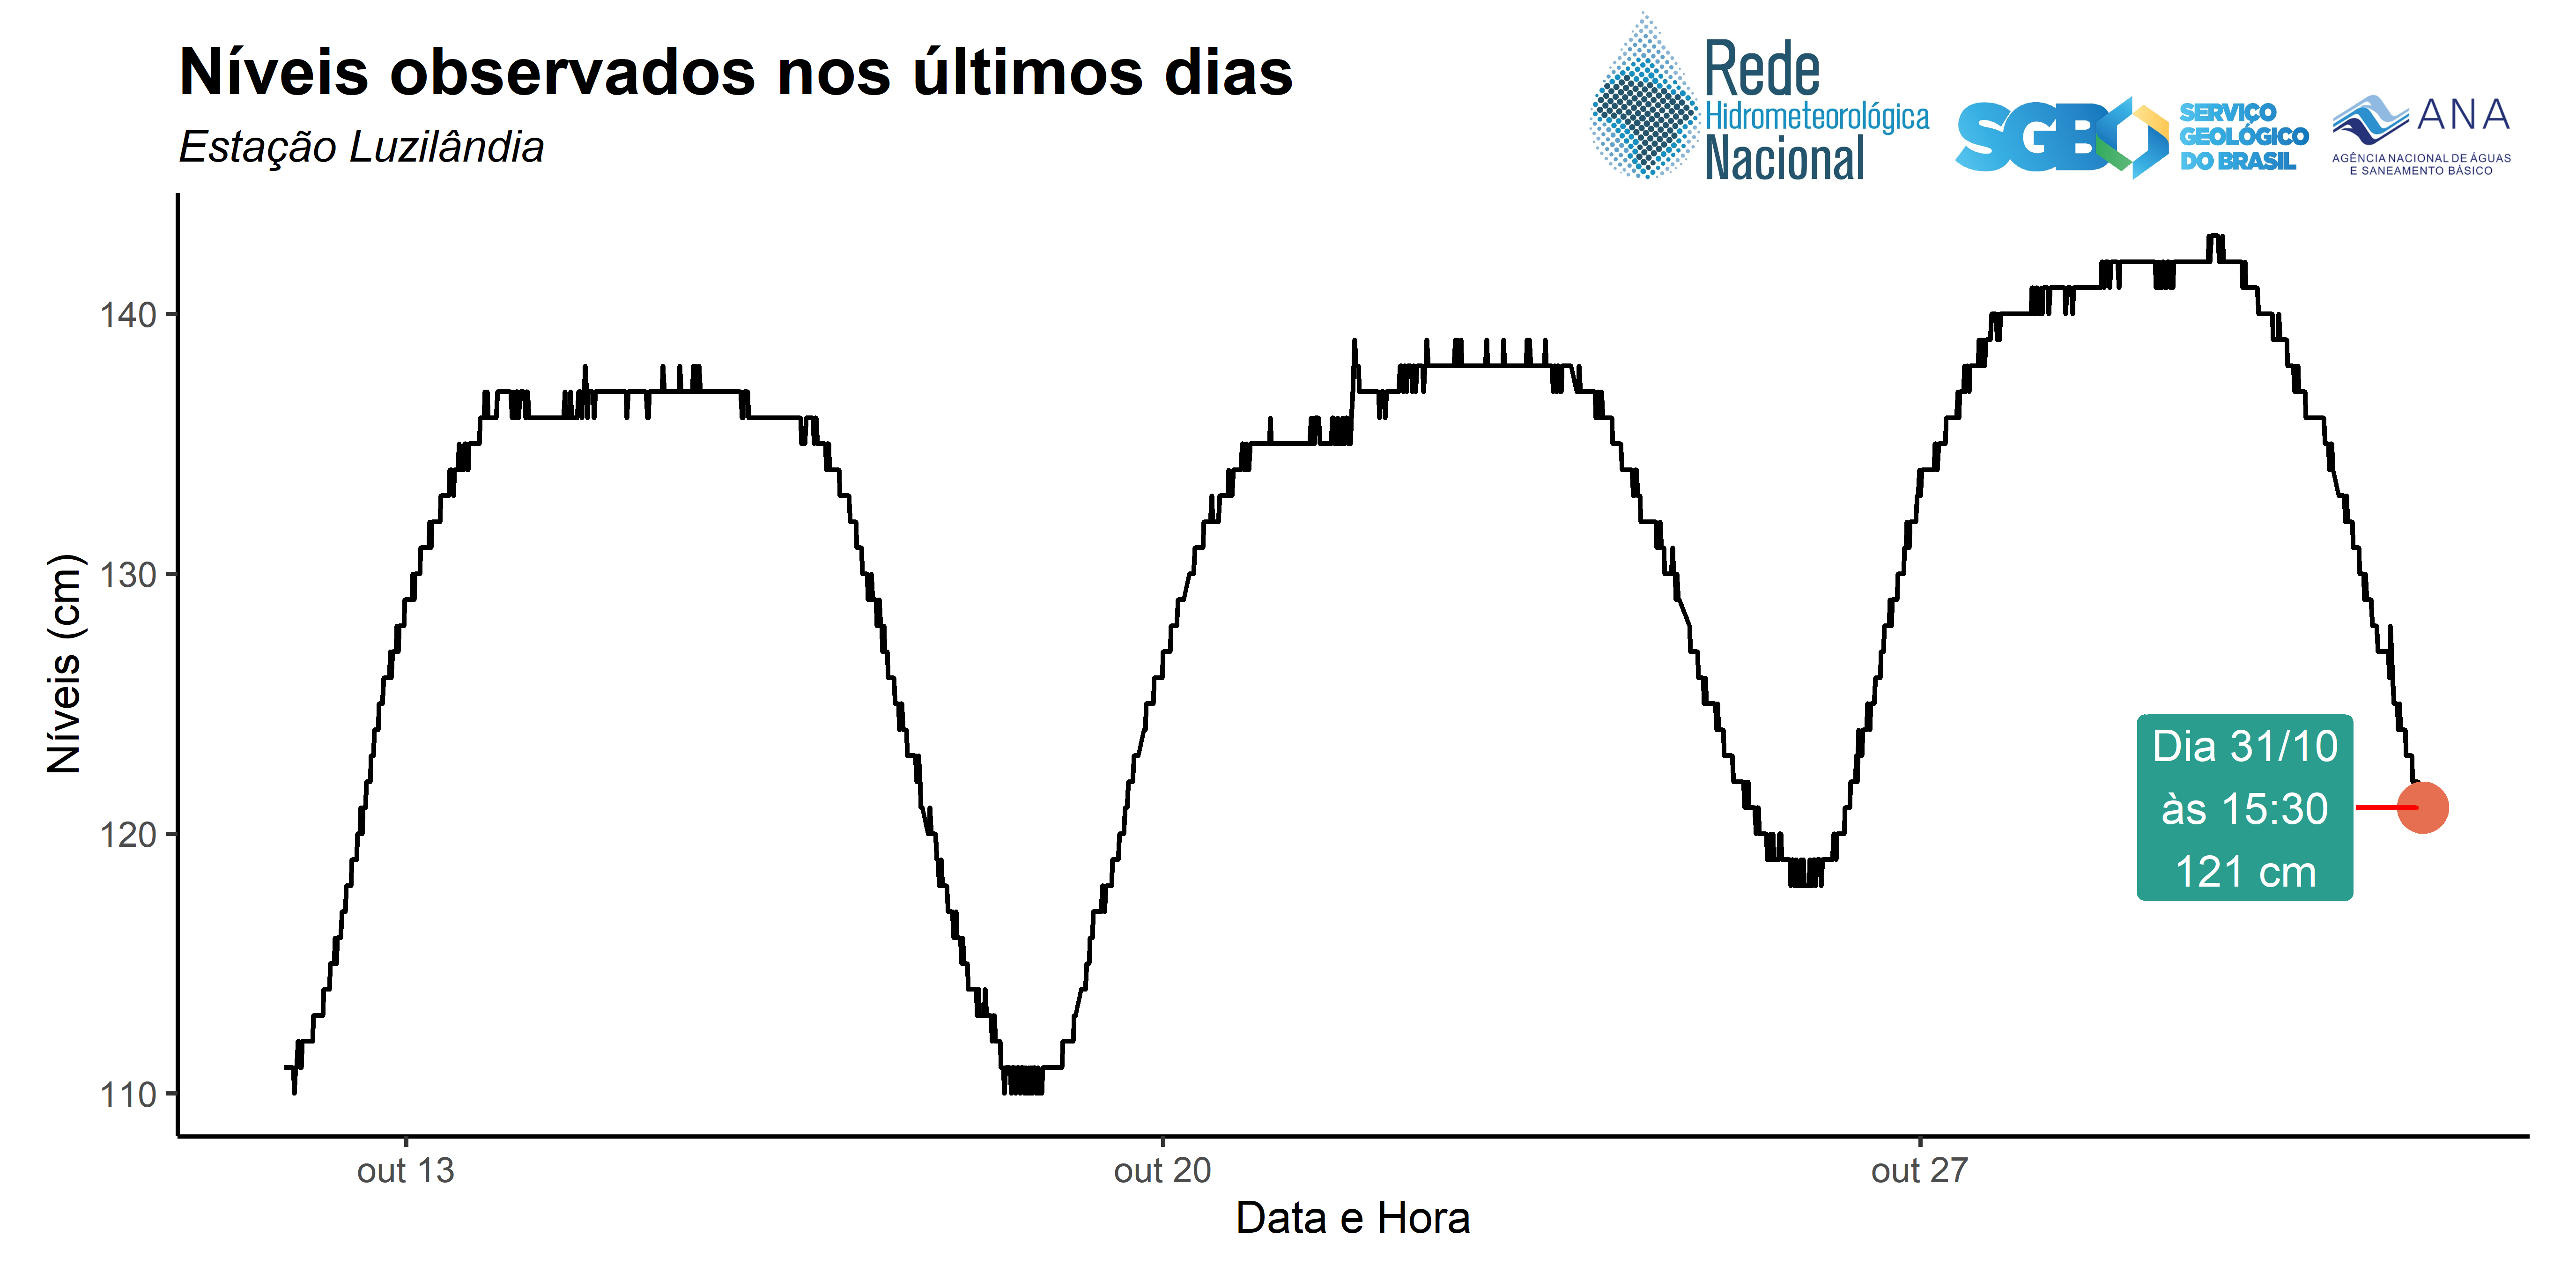 Níveis observados nos últimos dias
Estação Luzilândia
Rede
Hidrometeorológica
Nacional
SGB
SERVIÇO
GEOLÓGICO
DO BRASIL
ANA
AGÊNCIA NACIONAL DE ÁGUAS
E SANEAMENTO BÁSICO
Níveis (cm)
140
130
120
110
Dia 31/10
às 15:30
121 cm
out 13
out 20
out 27
Data e Hora